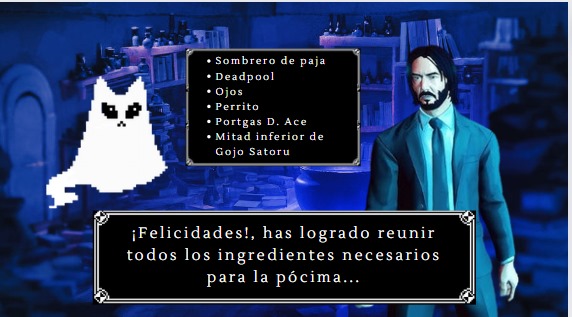 • Sombrero de paja
• Deadpool
• Ojos
• Perrito
• Portgas D. Ace
• Mitad inferior de
Gojo Satoru
¡Felicidades!, has logrado reunir
todos los ingredientes necesarios
para la pócima...